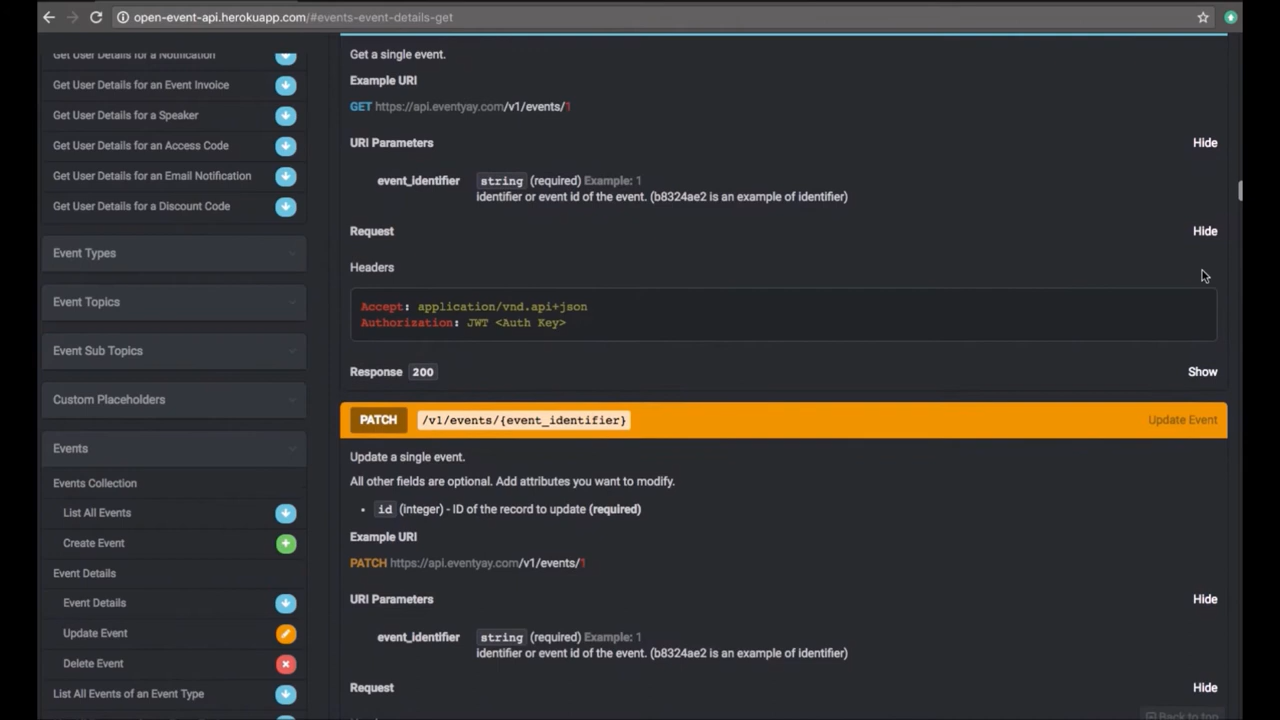 open-event-api.herokuapp.com/#events-event-details-get
Get User Details for a Notification
Get User Details for an Event Invoice
Get User Details for a Speaker
Get User Details for an Access Code
Get User Details for an Email Notification
Get User Details for a Discount Code
Event Types
Event Topics
Event Sub Topics
Custom Placeholders
Events
Events Collection
List All Events
Create Event
Event Details
Event Details
Update Event
Delete Event
List All Events of an Event Type
Get a single event.
Example URI
GET https://api.eventyay.com/v1/events/1
URI Parameters Hide
event_identifier string (required) Example: 1
identifier or event id of the event. (b8324ae2 is an example of identifier)
Request Hide
Headers
Accept: application/vnd.api+json
Authorization: JWT <Auth Key>
Response 200 Show
PATCH /v1/events/{event_identifier} Update Event
Update a single event.
All other fields are optional. Add attributes you want to modify.
• id (integer) - ID of the record to update (required)
Example URI
PATCH https://api.eventyay.com/v1/events/1
URI Parameters Hide
event_identifier string (required) Example: 1
identifier or event id of the event. (b8324ae2 is an example of identifier)
Request Hide
Back to top